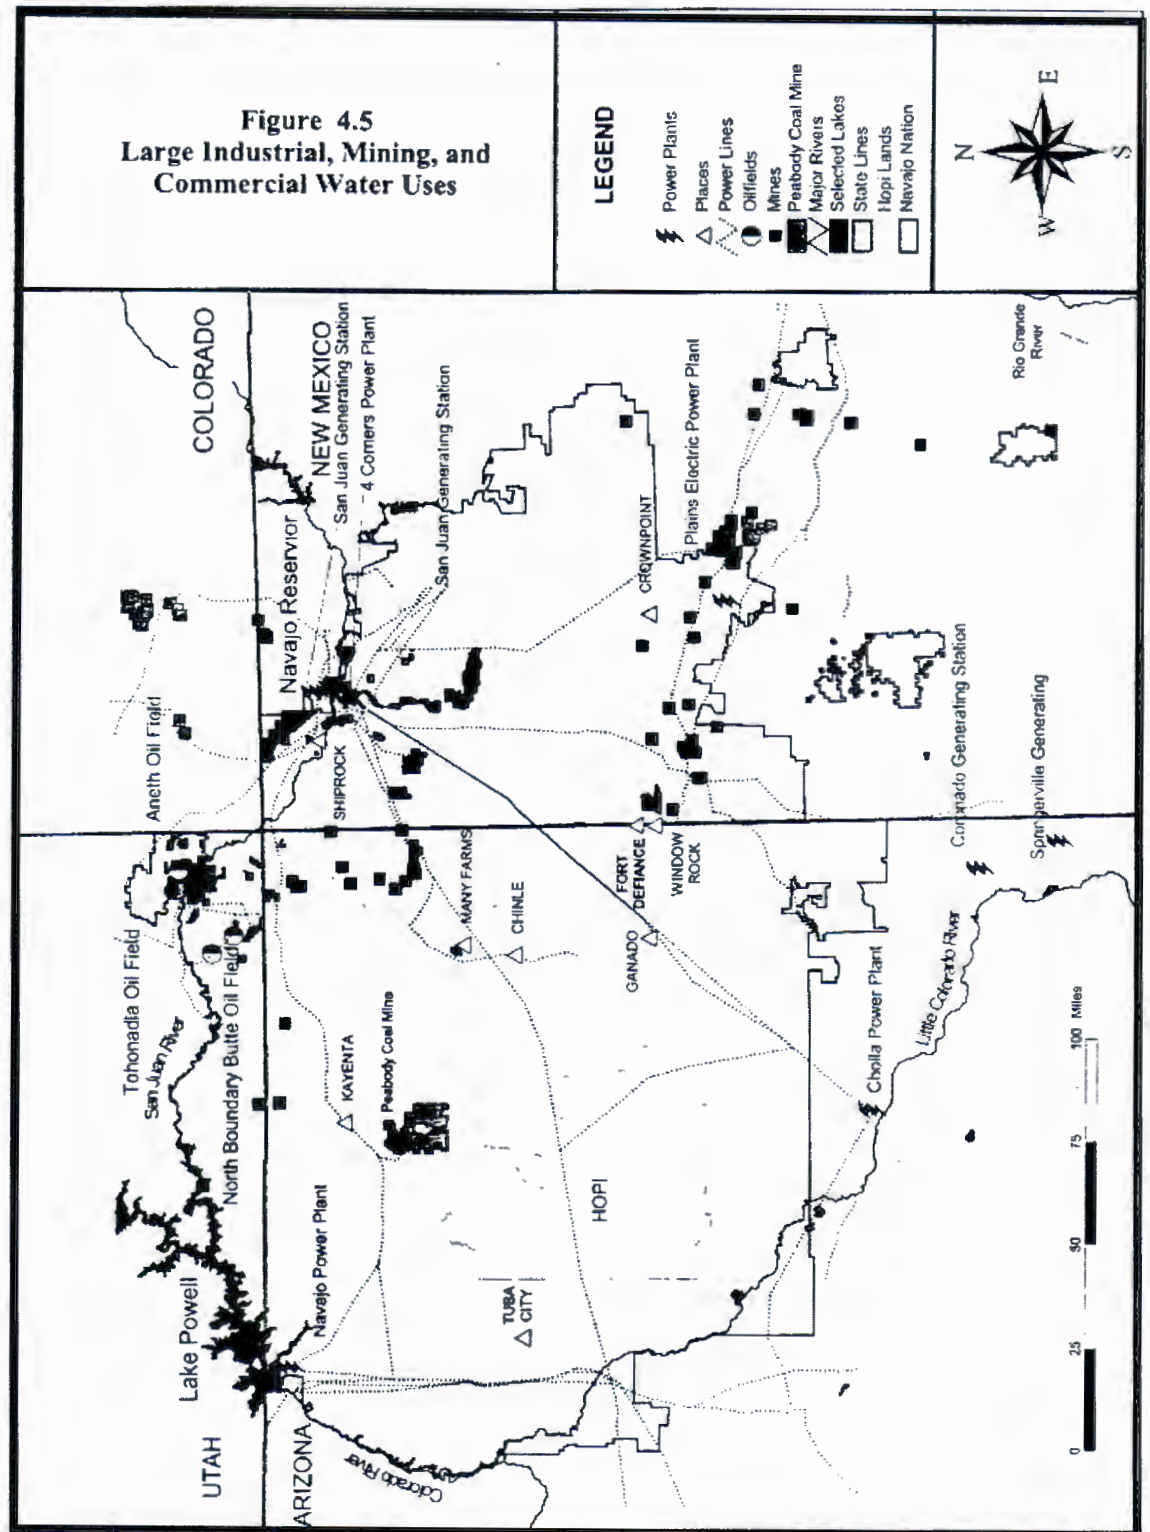 Figure 4.5
Large Industrial, Mining, and
Commercial Water Uses
LEGEND
Power Plants
Places
Power Lines
Oilfields
Mines
Peabody Coal Mine
Major Rivers
Selected Lakes
State Lines
Hopi Lands
Navajo Nation
N
E
S
W
COLORADO
NEW MEXICO
San Juan Generating Station
4 Corners Power Plant
San Juan Generating Station
Navajo Reservior
Aneth Oil Field
SHIPROCK
Plains Electric Power Plant
CROWNPOINT
Rio Grande
River
Coronado Generating Station
Springerville Generating
Tohonadla Oil Field
San Juan River
North Boundary Butte Oil Field
MANY FARMS
CHINLE
FORT
DEFIANCE
WINDOW
ROCK
GANADO
KAYENTA
Peabody Coal Mine
Cholla Power Plant
Little Colorado River
HOPI
Lake Powell
Navajo Power Plant
TUBA
CITY
UTAH
ARIZONA
Colorado River
0
25
75
100 Miles